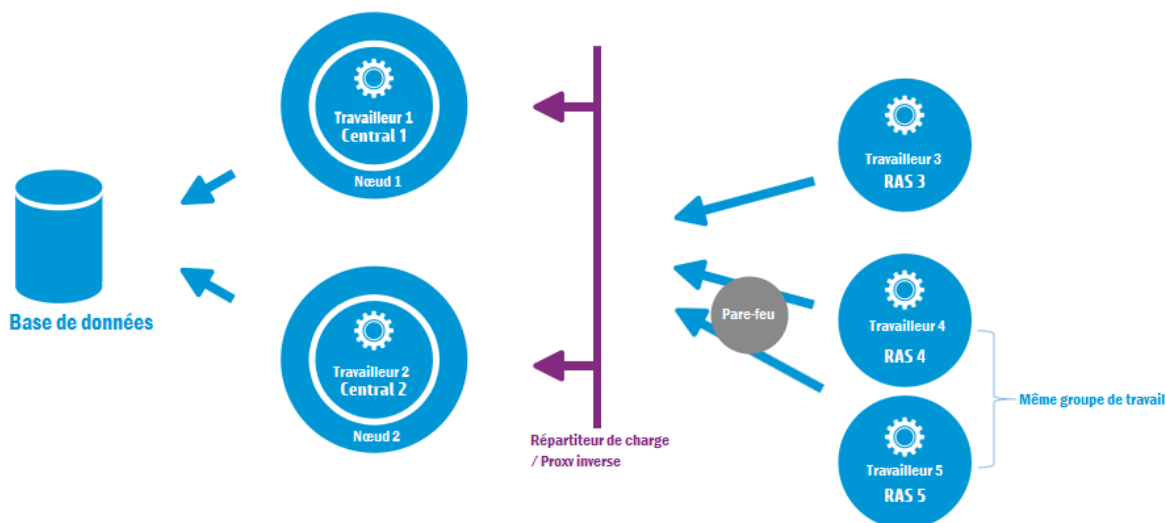 Travailleur 1
Central 1
Nœud 1
Base de données
Travailleur 2
Central 2
Nœud 2
Répartiteur de charge
/ Proxv inverse
Pare-feu
Travailleur 3
RAS 3
Travailleur 4
RAS 4
Travailleur 5
RAS 5
Même groupe de travail